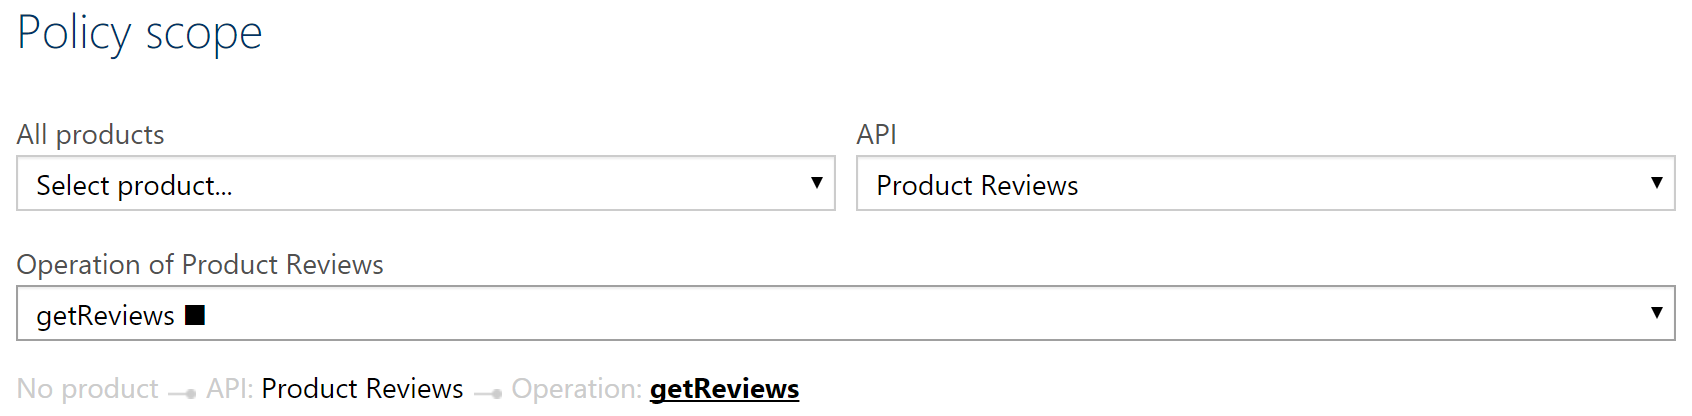 Policy scope
All products
API
Select product...
Product Reviews
Operation of Product Reviews
getReviews ■
No product API: Product Reviews Operation: getReviews